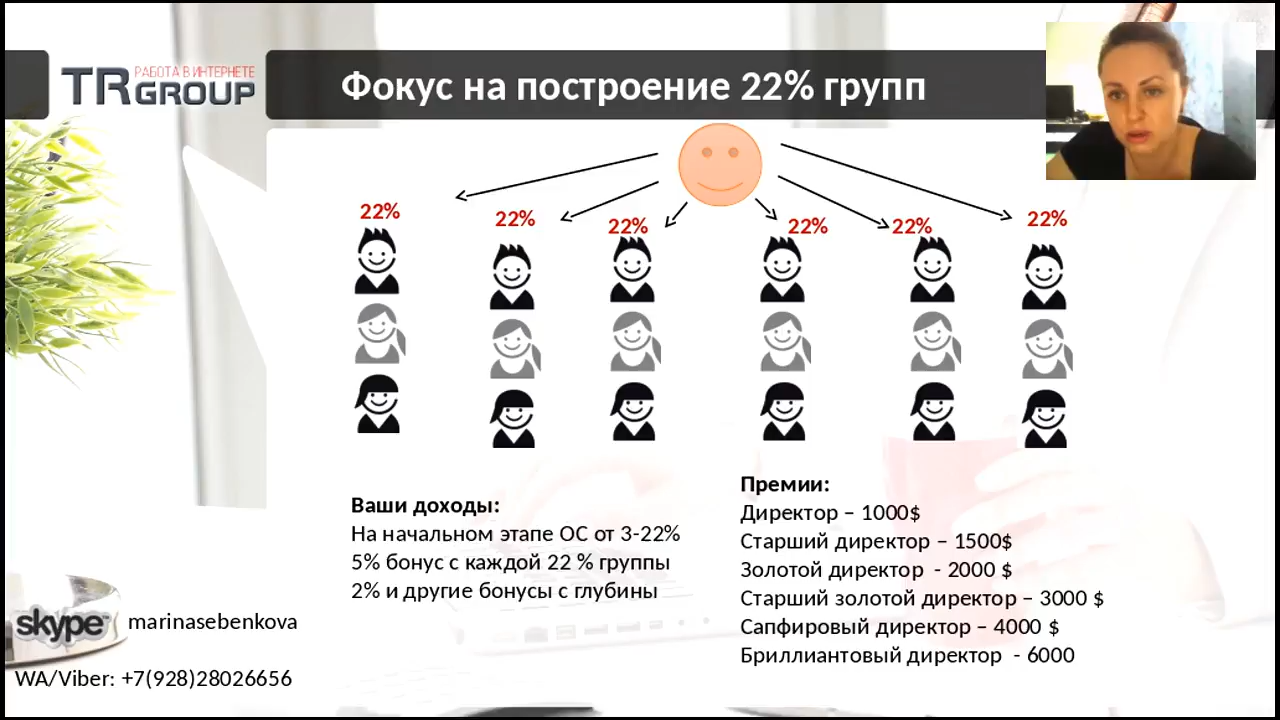 TR GROUP
РАБОТА В ИНТЕРНЕТЕ
Фокус на построение 22% групп
22%
22%
22%
22%
22%
22%
Ваши доходы:
На начальном этапе ОС от 3-22%
5% бонус с каждой 22 % группы
2% и другие бонусы с глубины
Премии:
Директор – 1000$
Старший директор – 1500$
Золотой директор - 2000 $
Старший золотой директор – 3000 $
Сапфировый директор – 4000 $
Бриллиантовый директор - 6000
skype™ marinasebenkova
WA/Viber: +7(928)28026656